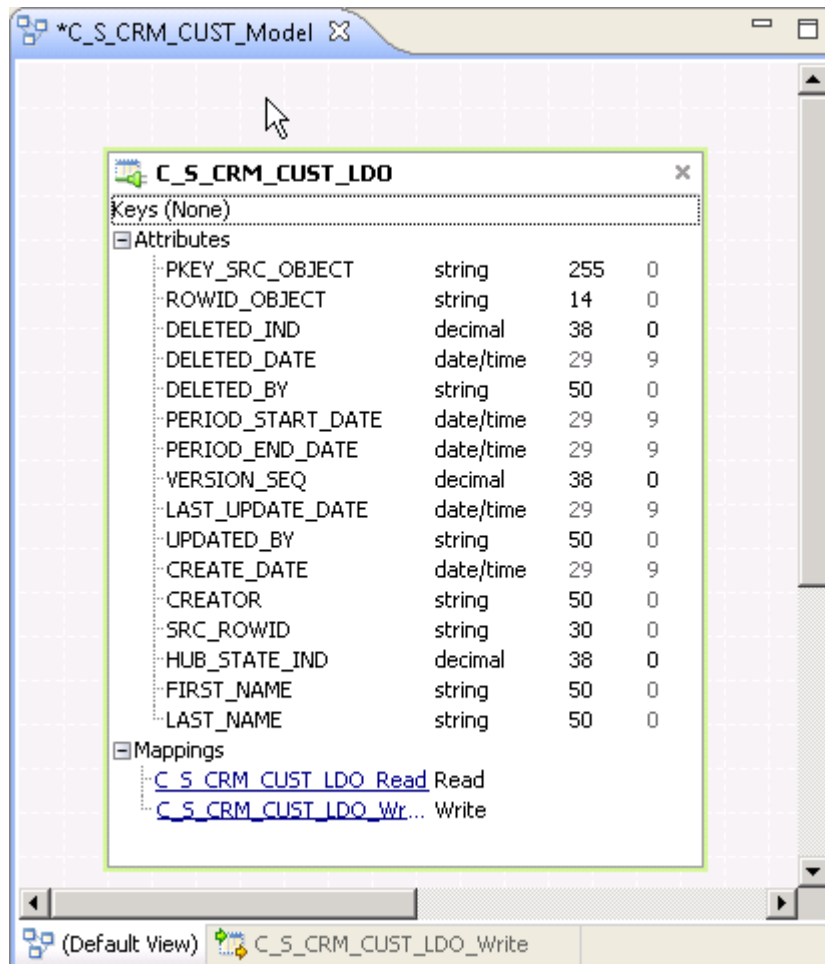 *C_S_CRM_CUST_Model
C_S_CRM_CUST_LDO
Keys (None)
Attributes
PKEY_SRC_OBJECT string 255 0
ROWID_OBJECT string 14 0
DELETED_IND decimal 38 0
DELETED_DATE date/time 29 9
DELETED_BY string 50 0
PERIOD_START_DATE date/time 29 9
PERIOD_END_DATE date/time 29 9
VERSION_SEQ decimal 38 0
LAST_UPDATE_DATE date/time 29 9
UPDATED_BY string 50 0
CREATE_DATE date/time 29 9
CREATOR string 50 0
SRC_ROWID string 30 0
HUB_STATE_IND decimal 38 0
FIRST_NAME string 50 0
LAST_NAME string 50 0
Mappings
C_S_CRM_CUST_LDO_Read Read
C_S_CRM_CUST_LDO_Wr... Write
(Default View) C_S_CRM_CUST_LDO_Write